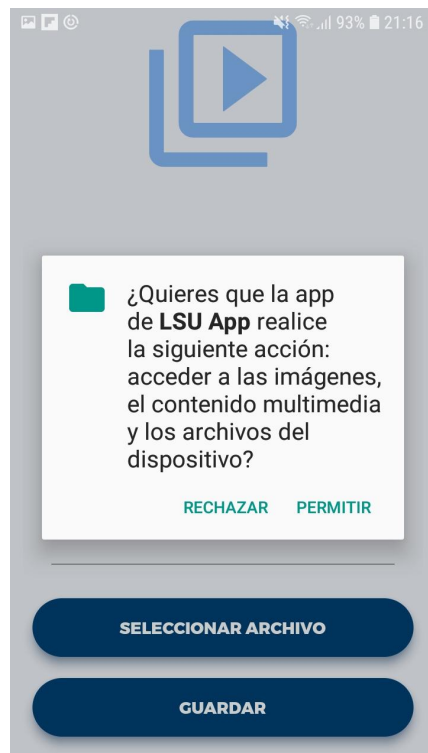 93% 21:16
¿Quieres que la app
de LSU App realice
la siguiente acción:
acceder a las imágenes,
el contenido multimedia
y los archivos del
dispositivo?
RECHAZAR PERMITIR
SELECCIONAR ARCHIVO
GUARDAR